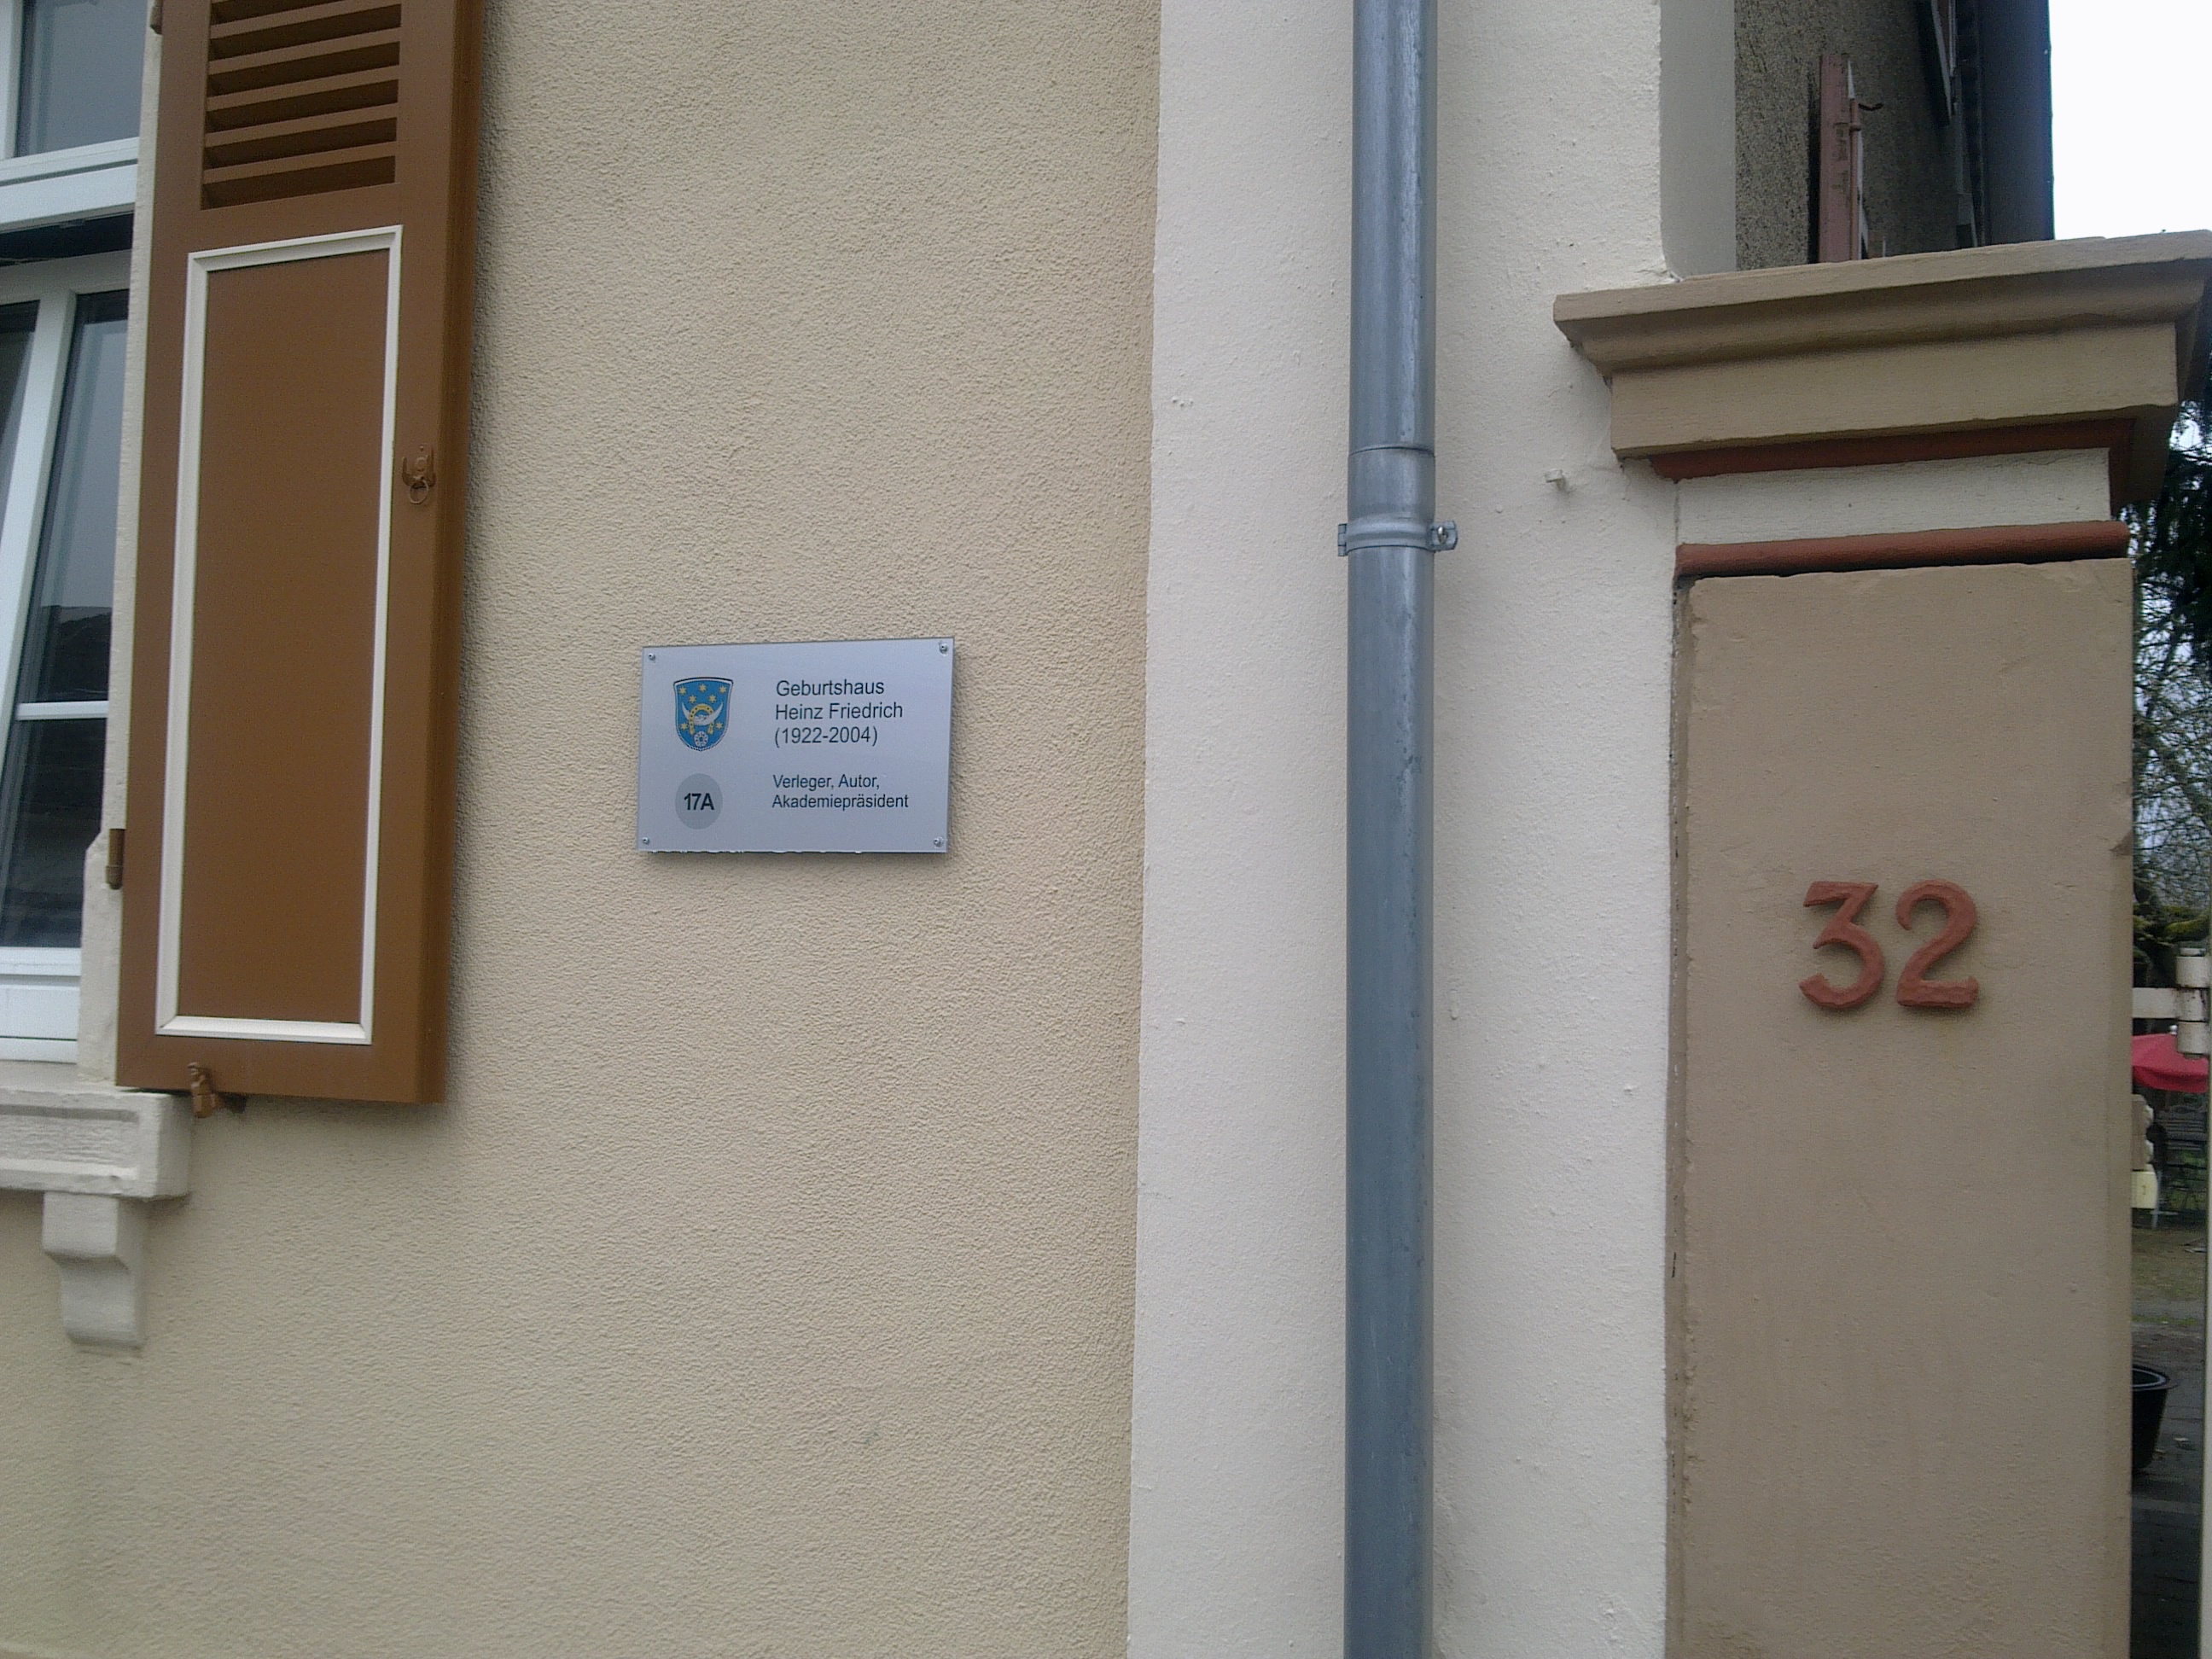 Geburtshaus
Heinz Friedrich
(1922-2004)
17A
Verleger, Autor,
Akademiepräsident
32